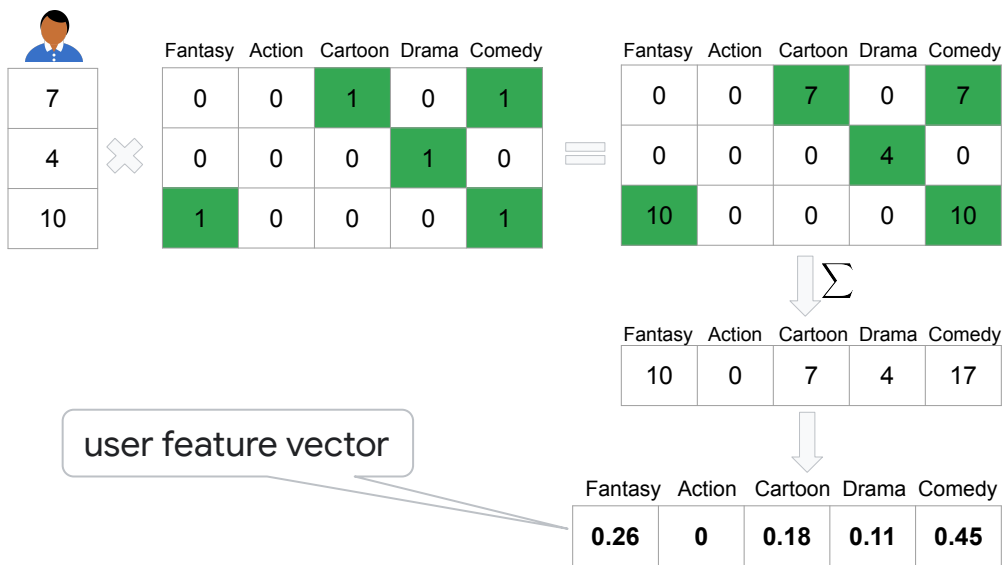 Fantasy Action Cartoon Drama Comedy
Fantasy Action Cartoon Drama Comedy
7
0 0 1 0 1
0 0 7 0 7
4
0 0 0 1 0
0 0 0 4 0
10
1 0 0 0 1
10 0 0 0 10
∑
Fantasy Action Cartoon Drama Comedy
10 0 7 4 17
user feature vector
Fantasy Action Cartoon Drama Comedy
0.26 0 0.18 0.11 0.45